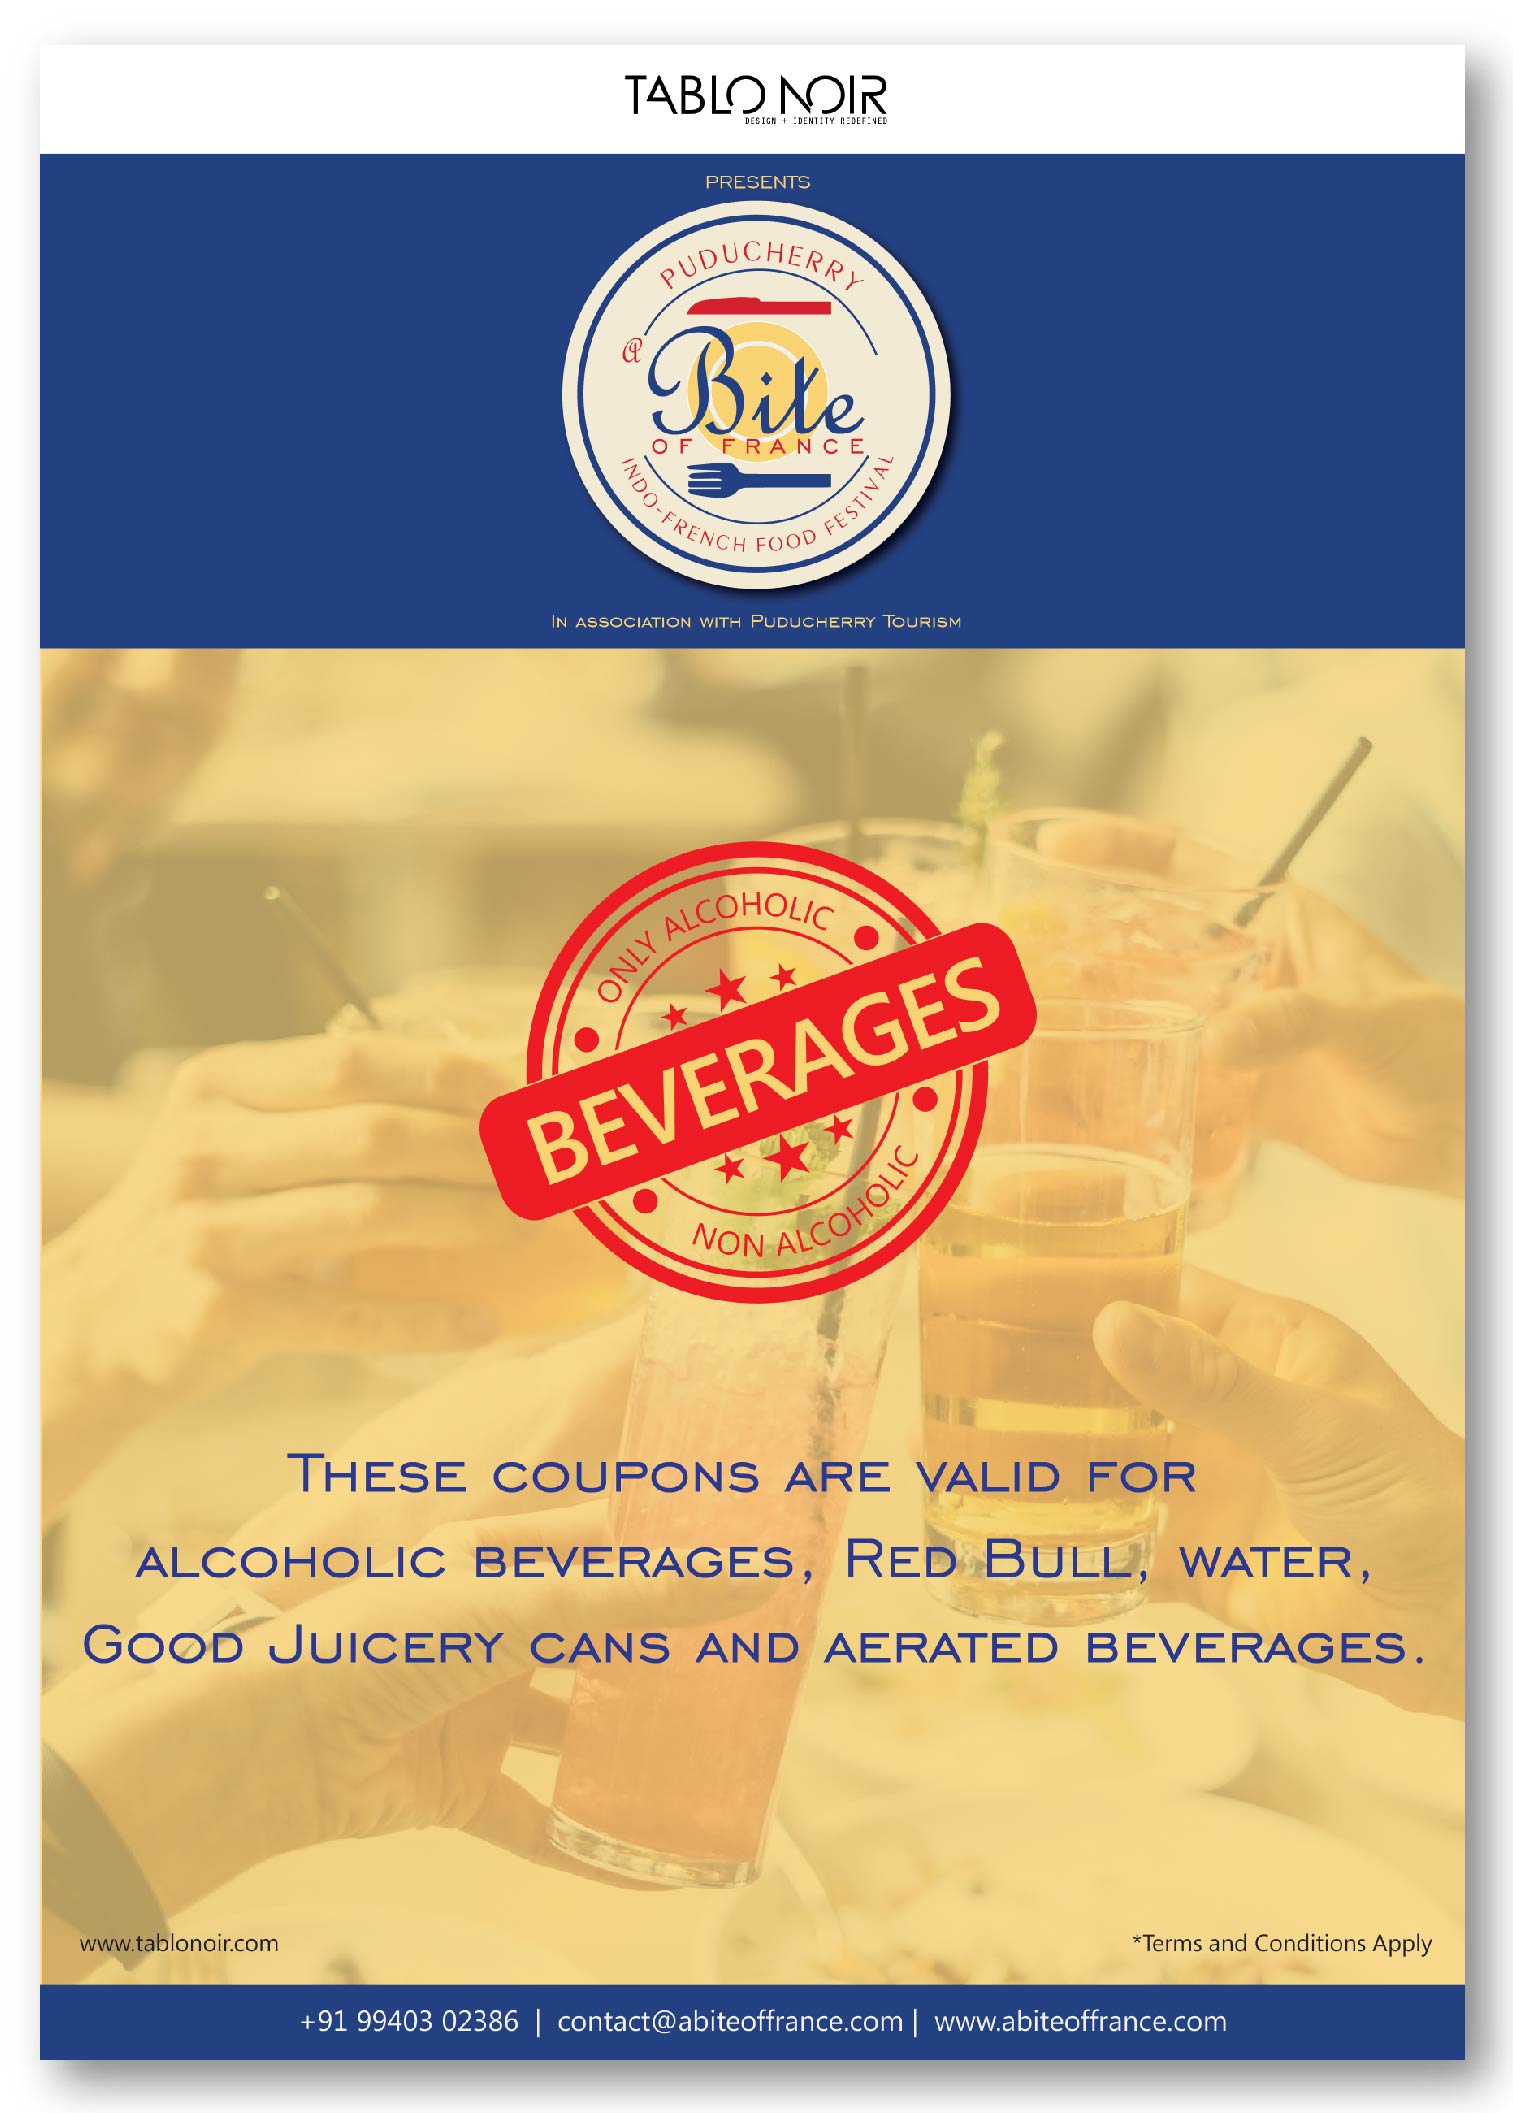 TABLO NOIR
DESIGN + IDENTITY REDEFINED
PRESENTS
PUDUCHERRY
a
Bite
OF FRANCE
INDO-FRENCH FOOD FESTIVAL
IN ASSOCIATION WITH PUDUCHERRY TOURISM
ONLY ALCOHOLIC
BEVERAGES
NON ALCOHOLIC
THESE COUPONS ARE VALID FOR
ALCOHOLIC BEVERAGES, RED BULL, WATER,
GOOD JUICERY CANS AND AERATED BEVERAGES.
www.tablonoir.com
*Terms and Conditions Apply
+91 99403 02386 | contact@abiteoffrance.com | www.abiteoffrance.com